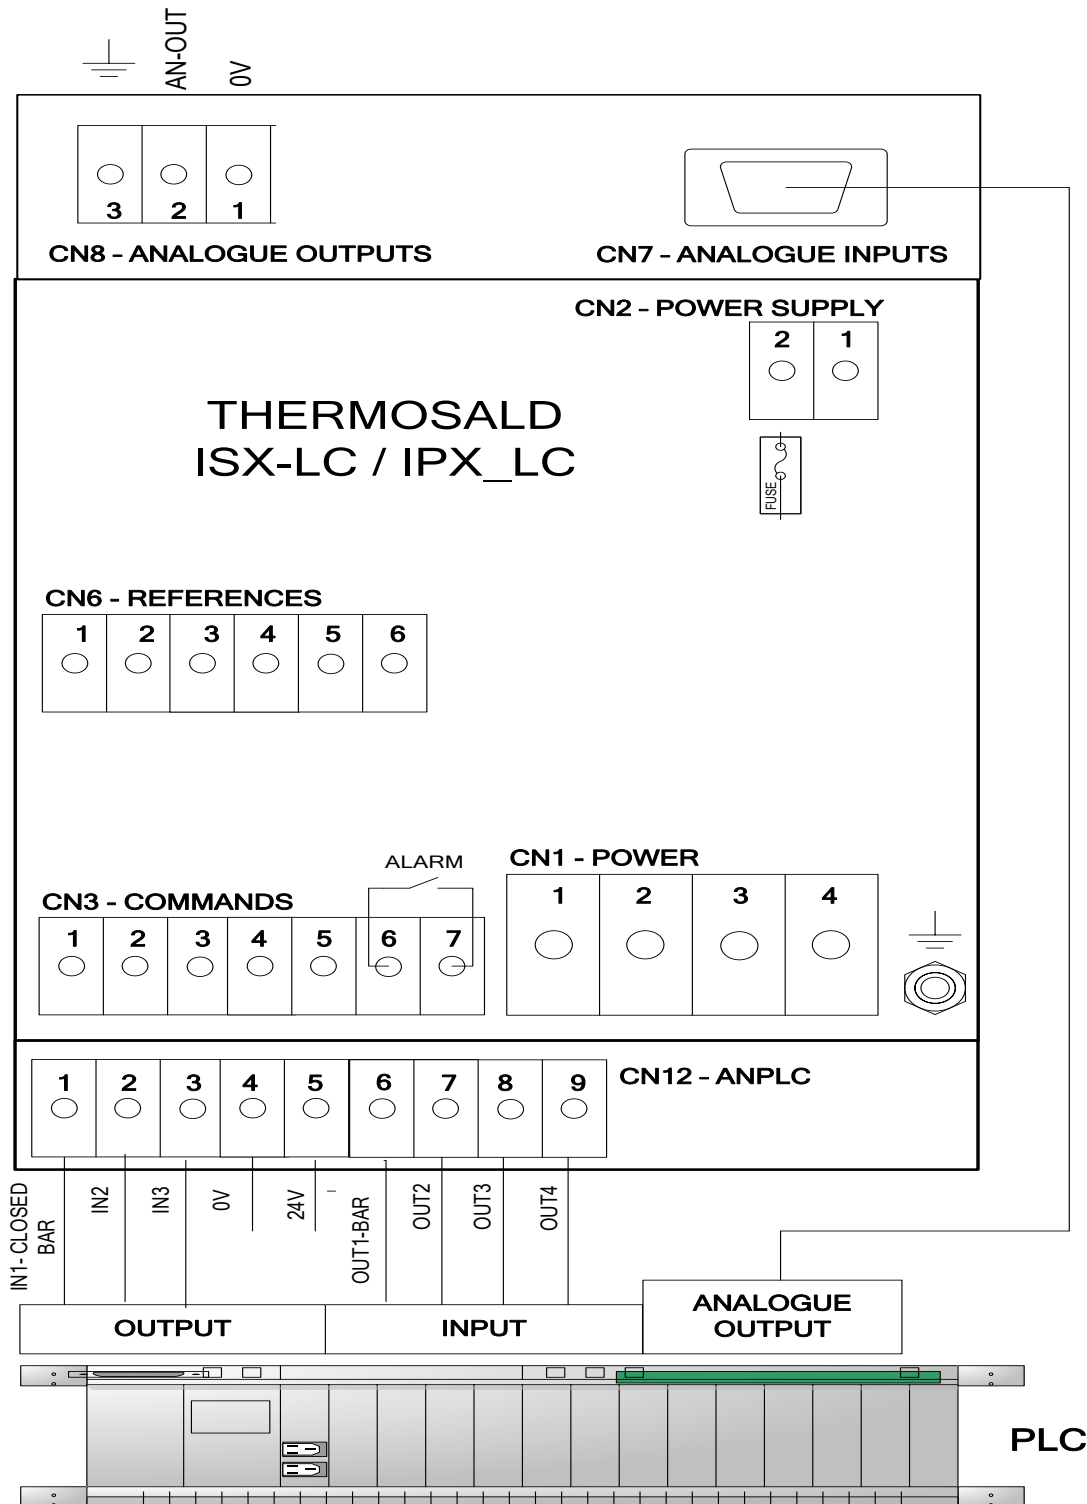 AN-OUT
0V
3 2 1
CN8 - ANALOGUE OUTPUTS
CN7 - ANALOGUE INPUTS
CN2 - POWER SUPPLY
2 1
FUSE
THERMOSALD
ISX-LC / IPX_LC
CN6 - REFERENCES
1 2 3 4 5 6
ALARM
CN3 - COMMANDS
1 2 3 4 5 6 7
CN1 - POWER
1 2 3 4
1 2 3 4 5 6 7 8 9
CN12 - ANPLC
IN1- CLOSED
BAR
IN2
IN3
0V
24V
OUT1-BAR
OUT2
OUT3
OUT4
OUTPUT
INPUT
ANALOGUE
OUTPUT
PLC